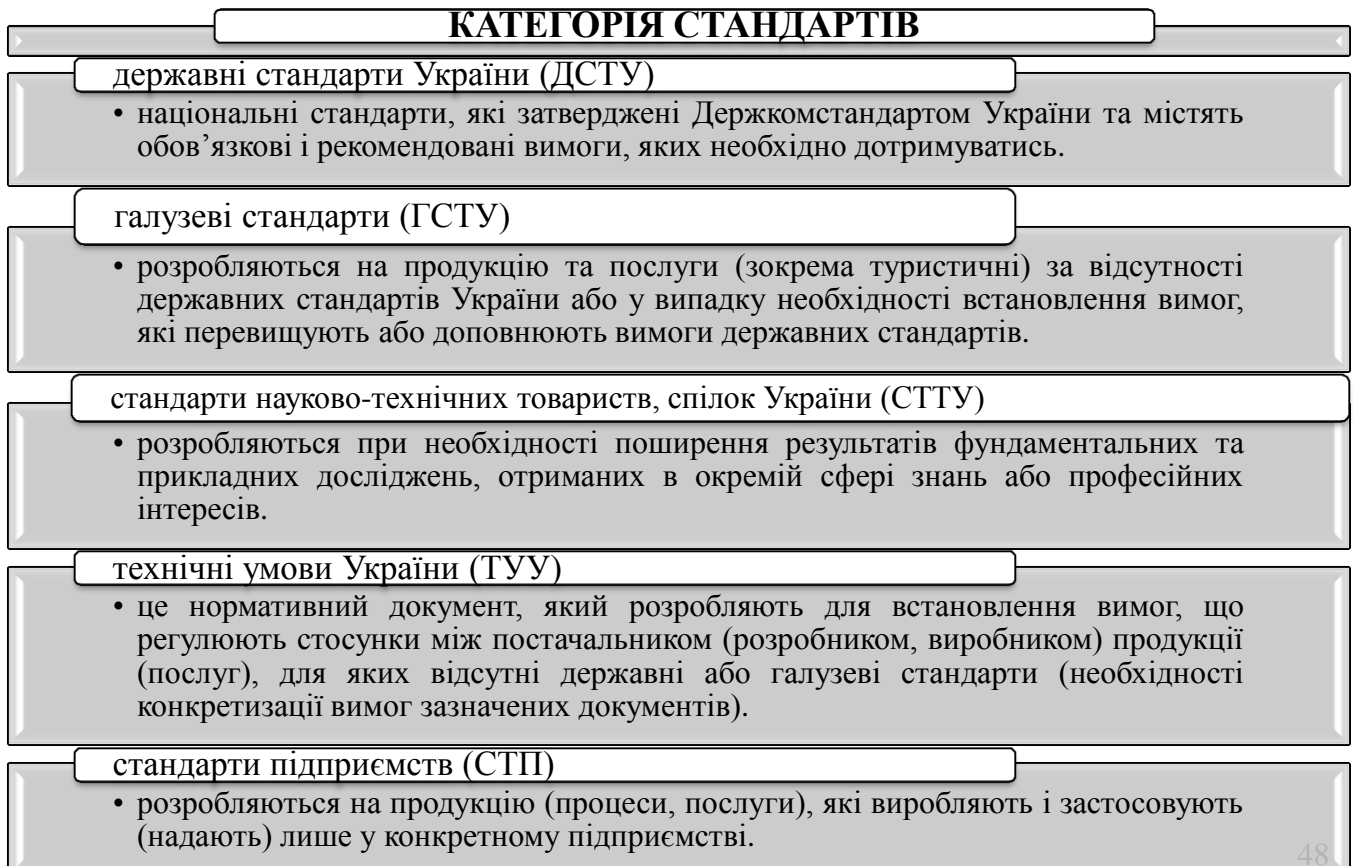 КАТЕГОРІЯ СТАНДАРТІВ
державні стандарти України (ДСТУ)
• національні стандарти, які затверджені Держкомстандартом України та містять
обов’язкові і рекомендовані вимоги, яких необхідно дотримуватись.
галузеві стандарти (ГСТУ)
• розробляються на продукцію та послуги (зокрема туристичні) за відсутності
державних стандартів України або у випадку необхідності встановлення вимог,
які перевищують або доповнюють вимоги державних стандартів.
стандарти науково-технічних товариств, спілок України (СТТУ)
• розробляються при необхідності поширення результатів фундаментальних та
прикладних досліджень, отриманих в окремій сфері знань або професійних
інтересів.
технічні умови України (ТУУ)
• це нормативний документ, який розробляють для встановлення вимог, що
регулюють стосунки між постачальником (розробником, виробником) продукції
(послуг), для яких відсутні державні або галузеві стандарти (необхідності
конкретизації вимог зазначених документів).
стандарти підприємств (СТП)
• розробляються на продукцію (процеси, послуги), які виробляють і застосовують
(надають) лише у конкретному підприємстві.
48